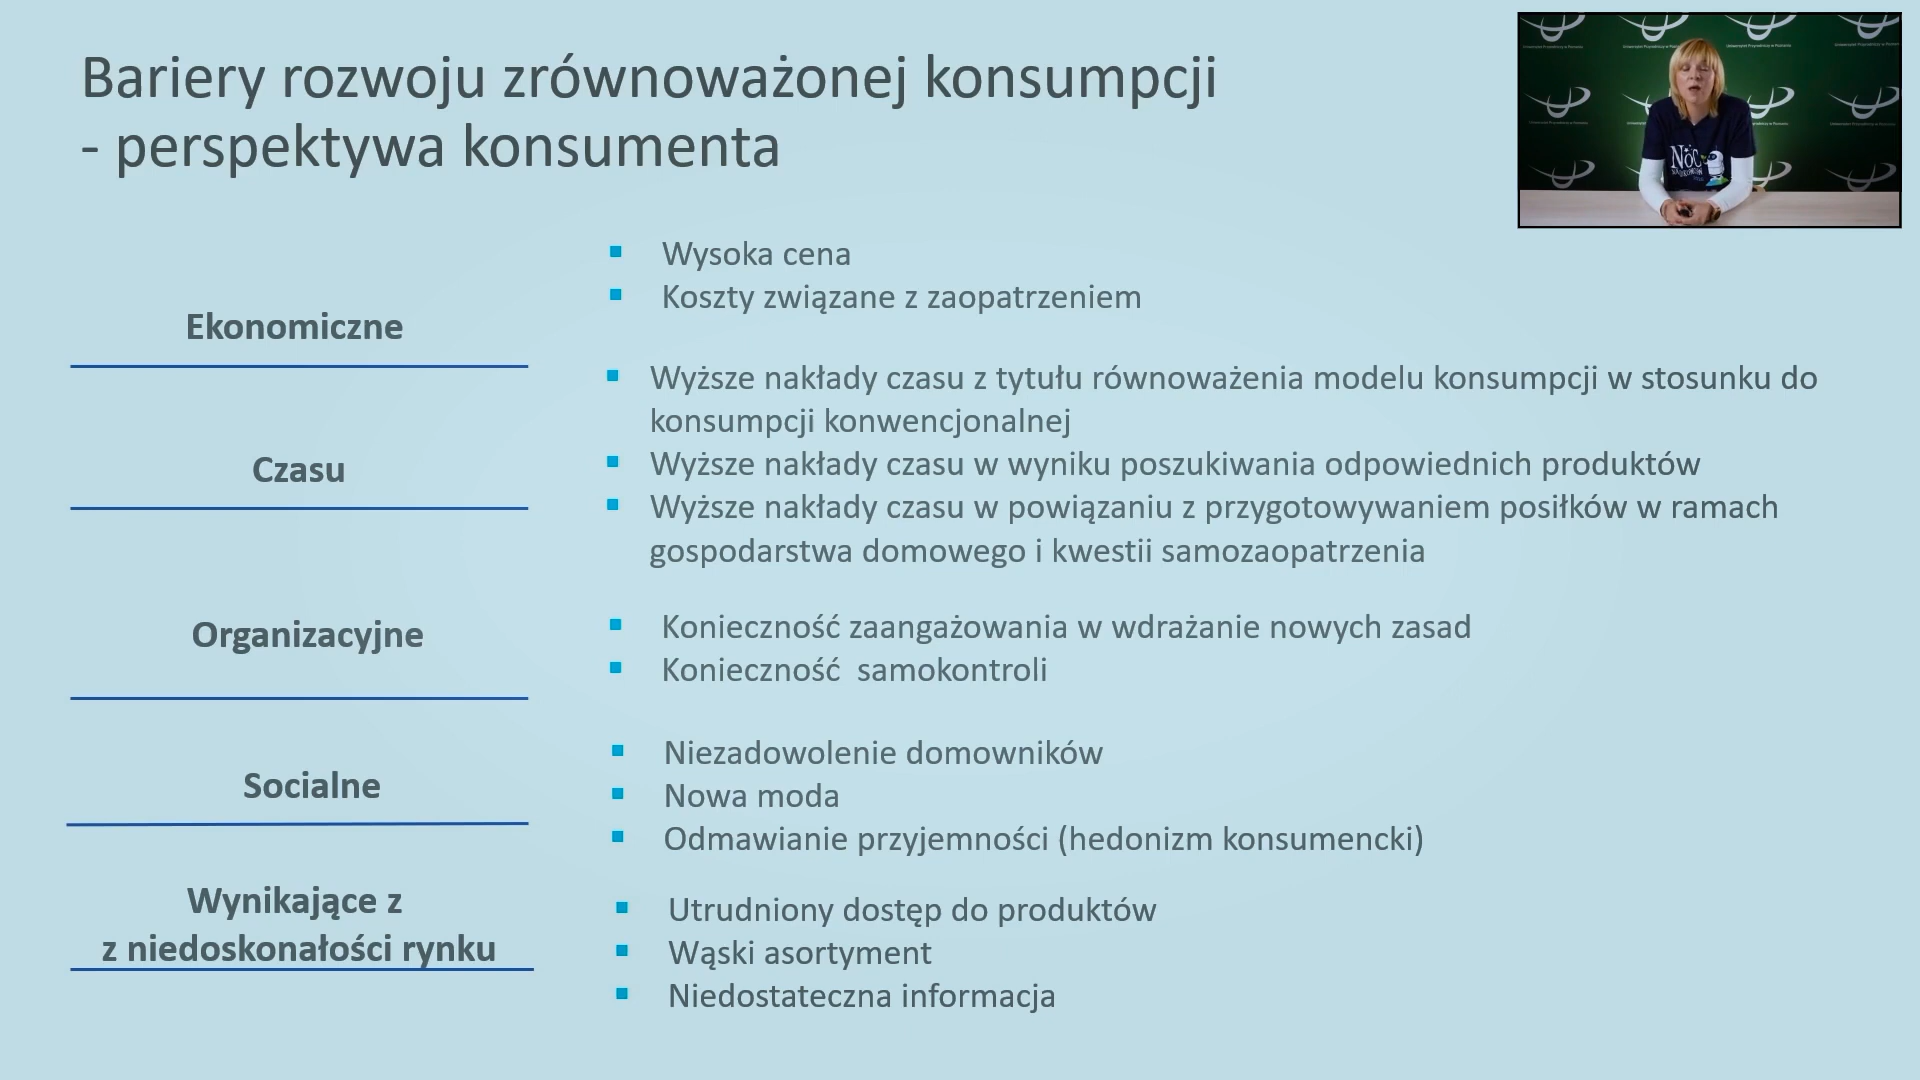 Bariery rozwoju zrównoważonej konsumpcji
- perspektywa konsumenta
Ekonomiczne
Wysoka cena
Koszty związane z zaopatrzeniem
Czasu
Wyższe nakłady czasu z tytułu równoważenia modelu konsumpcji w stosunku do
konsumpcji konwencjonalnej
Wyższe nakłady czasu w wyniku poszukiwania odpowiednich produktów
Wyższe nakłady czasu w powiązaniu z przygotowywaniem posiłków w ramach
gospodarstwa domowego i kwestii samozaopatrzenia
Organizacyjne
Konieczność zaangażowania w wdrażanie nowych zasad
Konieczność  samokontroli
Socialne
Niezadowolenie domowników
Nowa moda
Odmawianie przyjemności (hedonizm konsumencki)
Wynikające z
z niedoskonałości rynku
Utrudniony dostęp do produktów
Wąski asortyment
Niedostateczna informacja
NOC